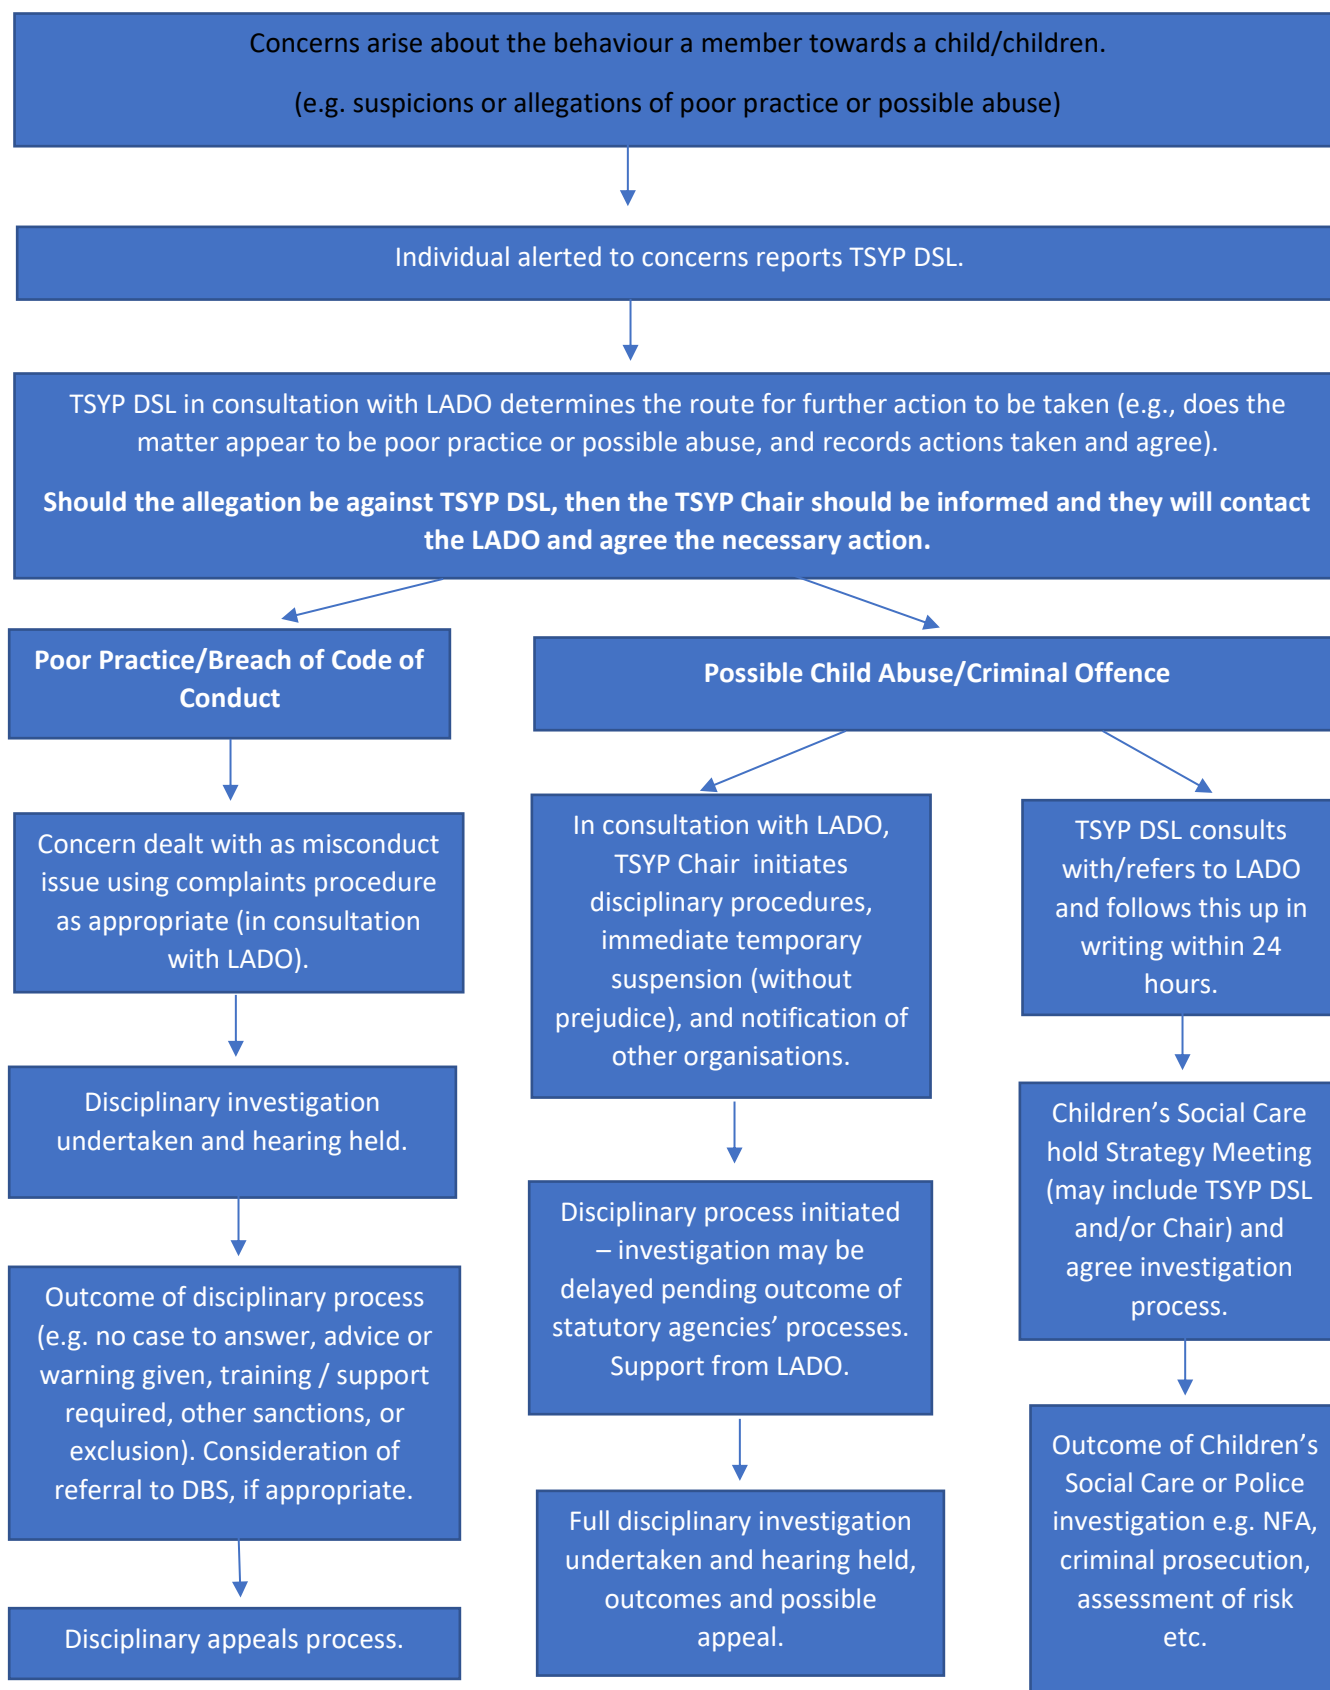 Concerns arise about the behaviour a member towards a child/children.
(e.g. suspicions or allegations of poor practice or possible abuse)
Individual alerted to concerns reports TSYP DSL.
TSYP DSL in consultation with LADO determines the route for further action to be taken (e.g., does the
matter appear to be poor practice or possible abuse, and records actions taken and agree).
Should the allegation be against TSYP DSL, then the TSYP Chair should be informed and they will contact
the LADO and agree the necessary action.
Poor Practice/Breach of Code of
Conduct
Concern dealt with as misconduct
issue using complaints procedure
as appropriate (in consultation
with LADO).
Disciplinary investigation
undertaken and hearing held.
Outcome of disciplinary process
(e.g. no case to answer, advice or
warning given, training / support
required, other sanctions, or
exclusion). Consideration of
referral to DBS, if appropriate.
Disciplinary appeals process.
Possible Child Abuse/Criminal Offence
In consultation with LADO,
TSYP Chair  initiates
disciplinary procedures,
immediate temporary
suspension (without
prejudice), and notification of
other organisations.
Disciplinary process initiated
– investigation may be
delayed pending outcome of
statutory agencies’ processes.
Support from LADO.
Full disciplinary investigation
undertaken and hearing held,
outcomes and possible
appeal.
TSYP DSL consults
with/refers to LADO
and follows this up in
writing within 24
hours.
Children’s Social Care
hold Strategy Meeting
(may include TSYP DSL
and/or Chair) and
agree investigation
process.
Outcome of Children’s
Social Care or Police
investigation e.g. NFA,
criminal prosecution,
assessment of risk
etc.